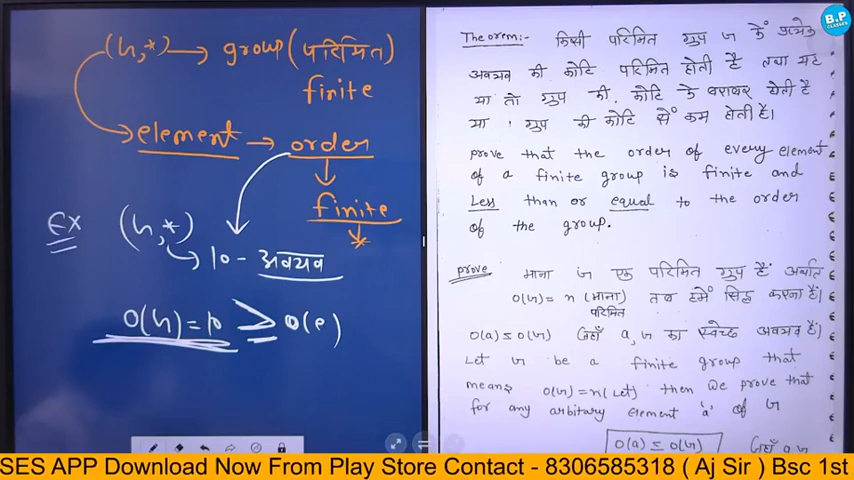 (G,*) → group (परिमित)
finite
element → order
finite
EX (G,*)
10 - अवयव
O(G) = 10 ≥ O(e)
B.P
CLASSES
Theorem:- किसी परिमित ग्रुप G के प्रत्येक
अवयव की कोटि परिमित होती है तथा यह
या तो ग्रुप की कोटि के बराबर होती है
या ग्रुप की कोटि से कम होती है।
prove that the order of every element
of a finite group is finite and
Less than or equal to the order
of the group.
prove माना G एक परिमित ग्रुप है अर्थात
O(G) = n (माना) तब हमें सिद्ध करना है।
परिमित
O(a) ≤ O(G) जहाँ a, G का स्वेच्छ अवयव है।
Let G be a finite group that
means O(G) = n (Let) then we prove that
for any arbitrary element 'a' of G
O(a) ≤ O(G) जहाँ a, G
SES APP Download Now From Play Store Contact - 8306585318 ( Aj Sir ) Bsc 1st